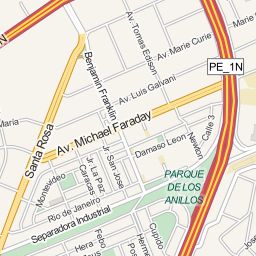 Av. Tomas Edison
Av. Marie Curie
Benjamin Franklin
PE_1N
Av. Luis Galvani
Maria
Santa Rosa
Av. Michael Faraday
Calle 3
Newton
Damaso Leon
Jr. San Jose
Jr. La Paz
Caracas
Montevideo
PARQUE
DE LOS
ANILLOS
Rio de Janeiro
Separadora Industrial
Hera
Febo
Cupido